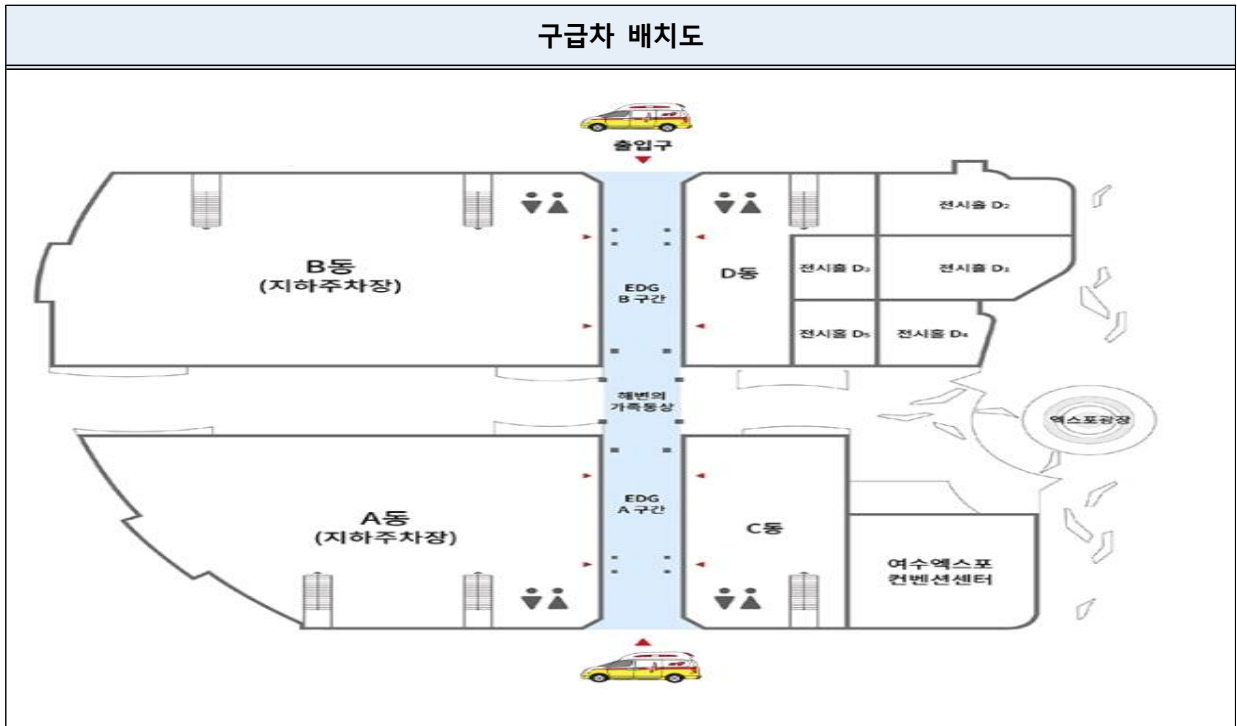 구급차 배치도
출입구
전시홀 D₂
B동
(지하주차장)
D동
전시홀 D₃
전시홀 D₁
EDG
B 구간
전시홀 D₅
전시홀 D₄
해변의
가족동상
엑스포광장
EDG
A 구간
A동
(지하주차장)
C동
여수엑스포
컨벤션센터